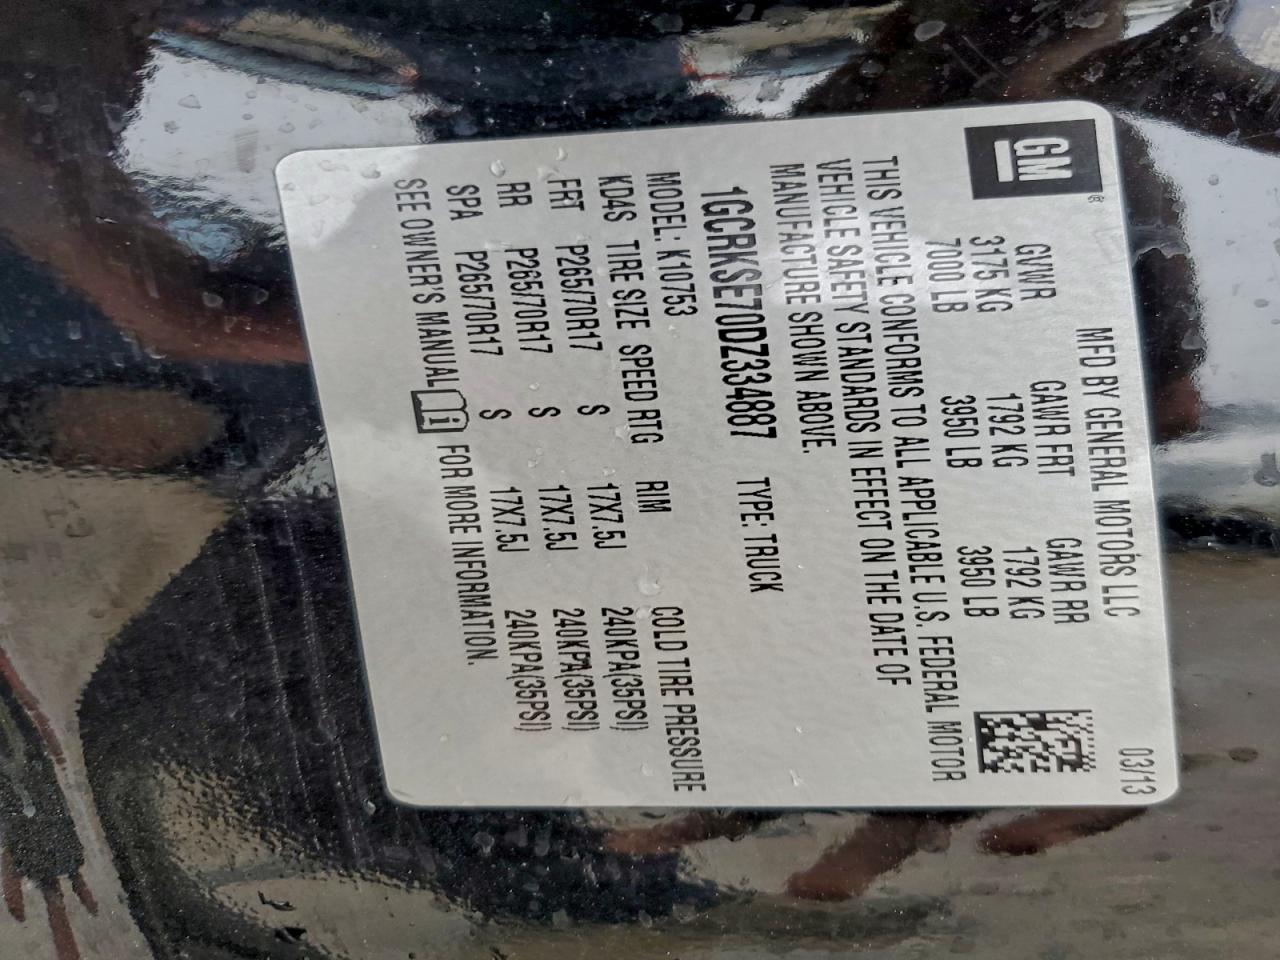 GM
MFD BY GENERAL MOTORS LLC 03/13
GVWR GAWR FRT GAWR RR
3175 KG 1792 KG 1792 KG
7000 LB 3950 LB 3950 LB
THIS VEHICLE CONFORMS TO ALL APPLICABLE U.S. FEDERAL MOTOR
VEHICLE SAFETY STANDARDS IN EFFECT ON THE DATE OF
MANUFACTURE SHOWN ABOVE.
1GCRKSE70DZ334887 TYPE: TRUCK
MODEL: K10753
KD4S TIRE SIZE SPEED RTG RIM COLD TIRE PRESSURE
FRT P265/70R17 S 17X7.5J 240KPA(35PSI)
RR P265/70R17 S 17X7.5J 240KPA(35PSI)
SPA P265/70R17 S 17X7.5J 240KPA(35PSI)
SEE OWNER'S MANUAL i FOR MORE INFORMATION.